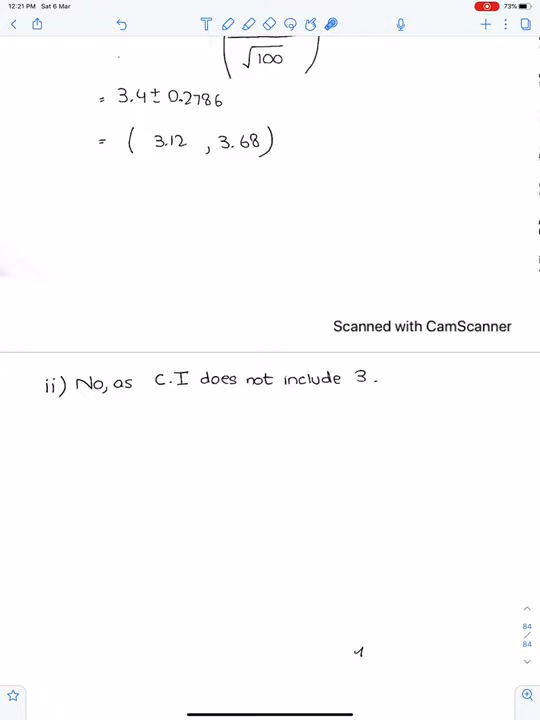 12:21 PM Sat 6 Mar 73%
√100
= 3.4 ± 0.2786
= ( 3.12 , 3.68 )
Scanned with CamScanner
ii) No, as C.I does not include 3.
84
84